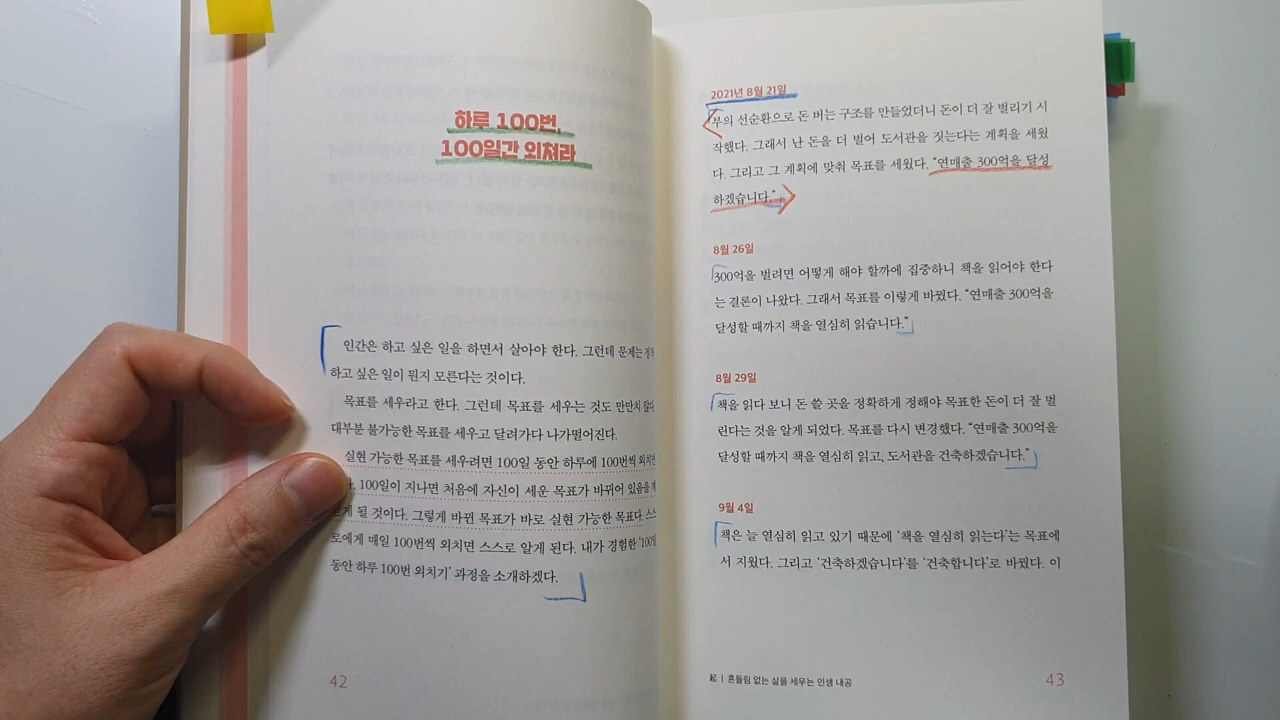 하루 100번,
100일간 외쳐라
인간은 하고 싶은 일을 하면서 살아야 한다. 그런데 문제는 정작
하고 싶은 일이 뭔지 모른다는 것이다.
목표를 세우라고 한다. 그런데 목표를 세우는 것도 만만치 않다.
대부분 불가능한 목표를 세우고 달려가다 나가떨어진다.
실현 가능한 목표를 세우려면 100일 동안 하루에 100번씩 외치면
100일이 지나면 처음에 자신이 세운 목표가 바뀌어 있음을
될 것이다. 그렇게 바뀐 목표가 바로 실현 가능한 목표다. 스스
로에게 매일 100번씩 외치면 스스로 알게 된다. 내가 경험한 ‘100일
동안 하루 100번 외치기’ 과정을 소개하겠다.
42
2021년 8월 21일
부의 선순환으로 돈 버는 구조를 만들었더니 돈이 더 잘 벌리기 시
작했다. 그래서 난 돈을 더 벌어 도서관을 짓는다는 계획을 세웠
다. 그리고 그 계획에 맞춰 목표를 세웠다. “연매출 300억을 달성
하겠습니다.”
8월 26일
300억을 벌려면 어떻게 해야 할까에 집중하니 책을 읽어야 한다
는 결론이 나왔다. 그래서 목표를 이렇게 바꿨다. “연매출 300억을
달성할 때까지 책을 열심히 읽습니다.”
8월 29일
책을 읽다 보니 돈 쓸 곳을 정확하게 정해야 목표한 돈이 더 잘 벌
린다는 것을 알게 되었다. 목표를 다시 변경했다. “연매출 300억을
달성할 때까지 책을 열심히 읽고, 도서관을 건축하겠습니다.”
9월 4일
책은 늘 열심히 읽고 있기 때문에 ‘책을 열심히 읽는다’는 목표에
서 지웠다. 그리고 ‘건축하겠습니다’를 ‘건축합니다’로 바꿨다. 이
起 | 흔들림 없는 삶을 세우는 인생 내공
43